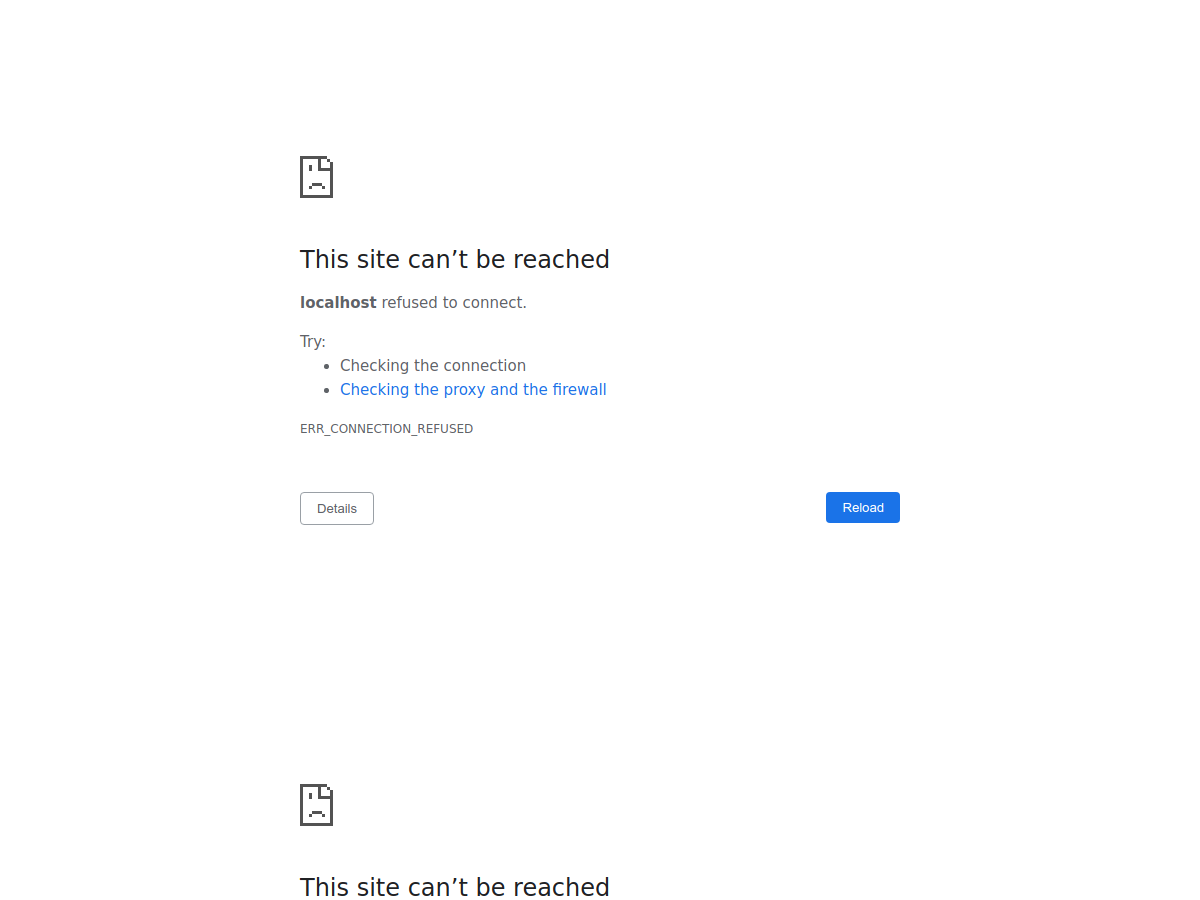 This site can’t be reached
localhost refused to connect.
Try:
Checking the connection
Checking the proxy and the firewall
ERR_CONNECTION_REFUSED
Details
Reload
This site can’t be reached